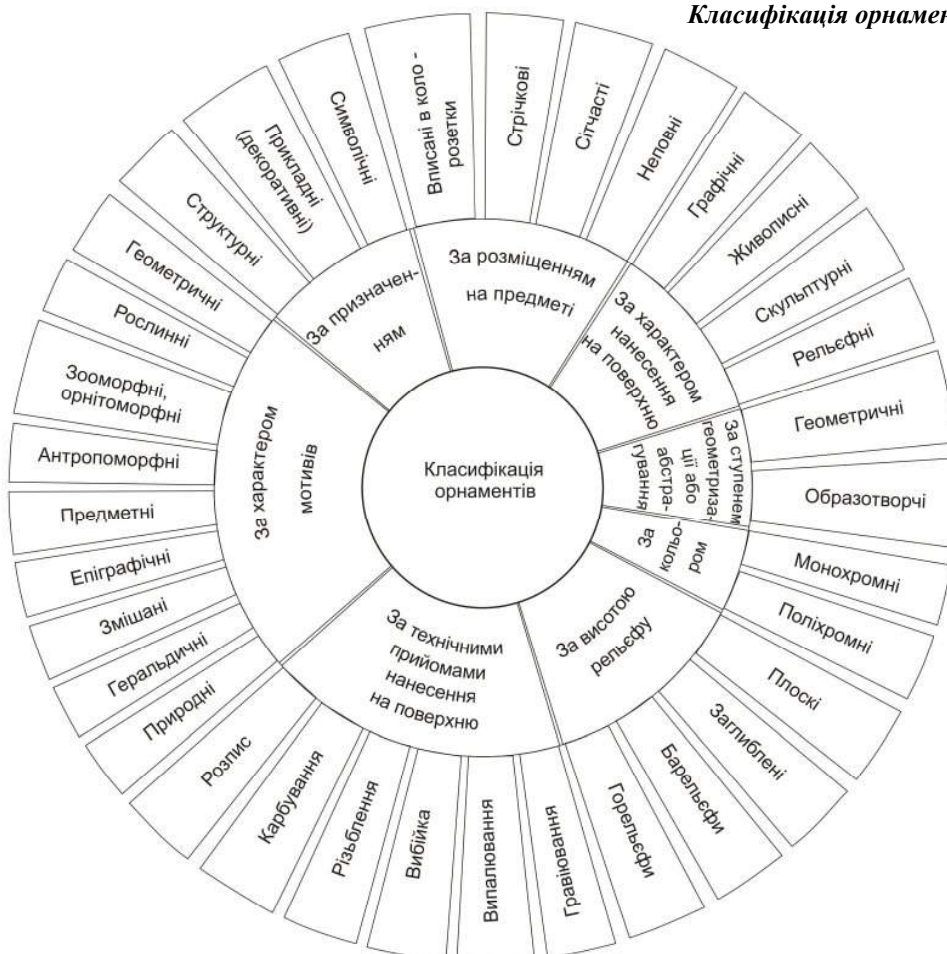 Класифікація орнамен
Класифікація
орнаментів
За розміщенням
на предметі
Вписані в коло -
розетки
Стрічкові
Сітчасті
Неповні
За характером
нанесення
на поверхню
Графічні
Живописні
Скульптурні
Рельєфні
За ступенем
геометриза-
ції або
абстра-
гування
Геометричні
Образотворчі
За
кольо-
ром
Монохромні
Поліхромні
За висотою
рельєфу
Плоскі
Заглиблені
Барельєфи
Горельєфи
За технічними
прийомами
нанесення
на поверхню
Гравіювання
Випалювання
Вибійка
Різьблення
Карбування
Розпис
За характером
мотивів
Природні
Геральдичні
Змішані
Епіграфічні
Предметні
Антропоморфні
Зооморфні,
орнітоморфні
Рослинні
Геометричні
За призначен-
ням
Структурні
Прикладні
(декоративні)
Символічні